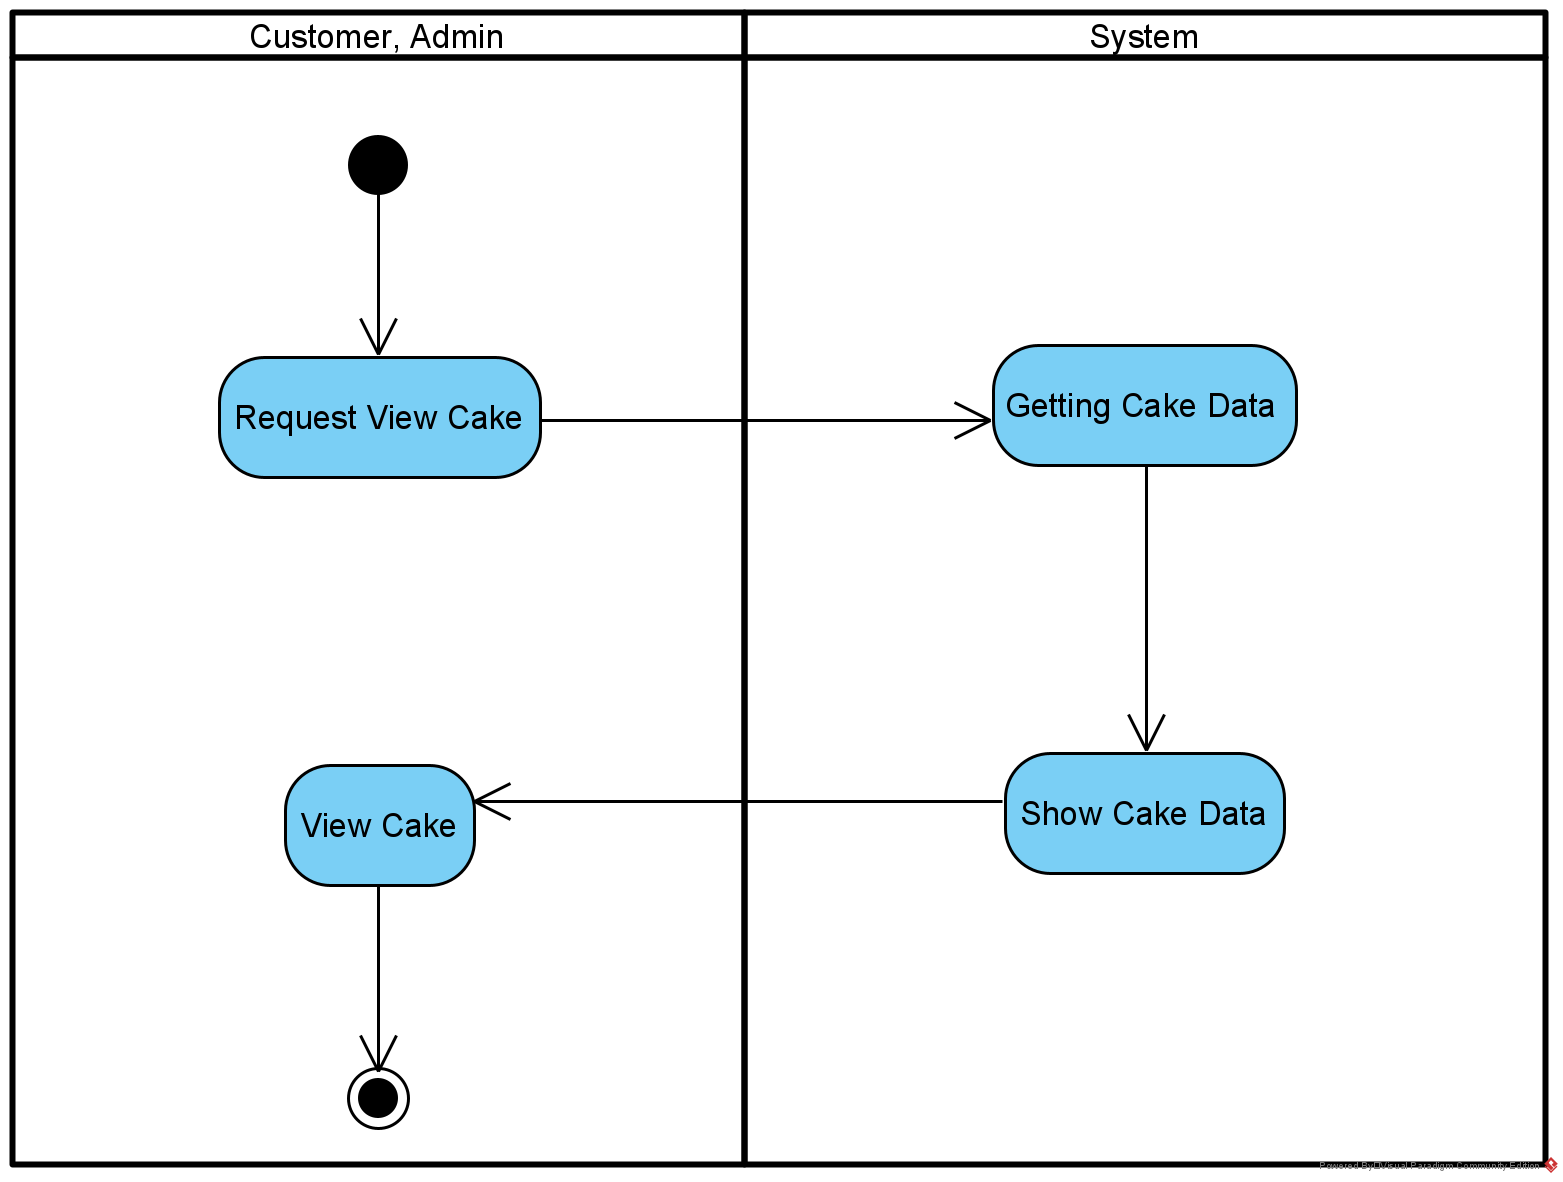 Customer, Admin
System
Request View Cake
Getting Cake Data
View Cake
Show Cake Data
Powered By Visual Paradigm Community Edition